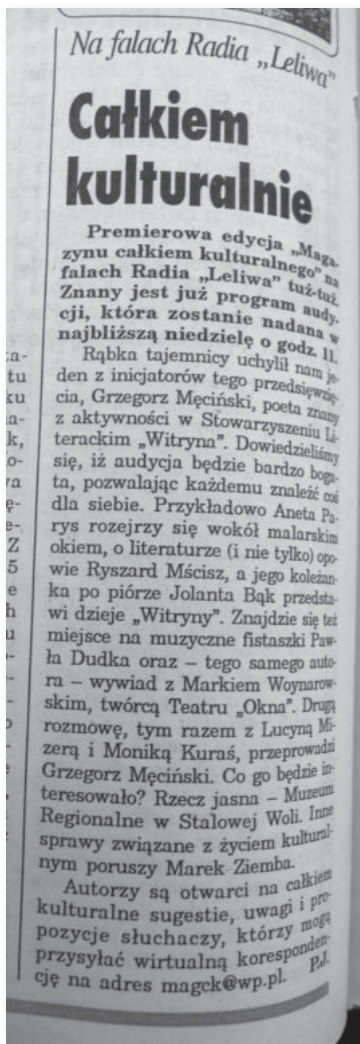 Na falach Radia „Leliwa”
Całkiem
kulturalnie
Premierowa edycja „Maga-
zynu całkiem kulturalnego” na
falach Radia „Leliwa” tuż-tuż.
Znany jest już program audy-
cji, która zostanie nadana w
najbliższą niedzielę o godz. 11.
Rąbka tajemnicy uchylił nam je-
den z inicjatorów tego przedsięwzię-
cia, Grzegorz Męciński, poeta znany
z aktywności w Stowarzyszeniu Li-
terackim „Witryna”. Dowiedzieliśmy
się, iż audycja będzie bardzo boga-
ta, pozwalając każdemu znaleźć coś
dla siebie. Przykładowo Aneta Pa-
rys rozejrzy się wokół malarskim
okiem, o literaturze (i nie tylko) opo-
wie Ryszard Mścisz, a jego koleżan-
ka po piórze Jolanta Bąk przedsta-
wi dzieje „Witryny”. Znajdzie się też
miejsce na muzyczne fistaszki Paw-
ła Dudka oraz – tego samego auto-
ra – wywiad z Markiem Woynarow-
skim, twórcą Teatru „Okna”. Drugą
rozmowę, tym razem z Lucyną Mi-
zerą i Moniką Kuraś, przeprowadzi
Grzegorz Męciński. Co go będzie in-
teresowało? Rzecz jasna – Muzeum
Regionalne w Stalowej Woli. Inne
sprawy związane z życiem kultural-
nym poruszy Marek Ziemba.
Autorzy są otwarci na całkiem
kulturalne sugestie, uwagi i pro-
pozycje słuchaczy, którzy mogą
przysyłać wirtualną koresponden-
cję na adres magck@wp.pl. P.J.